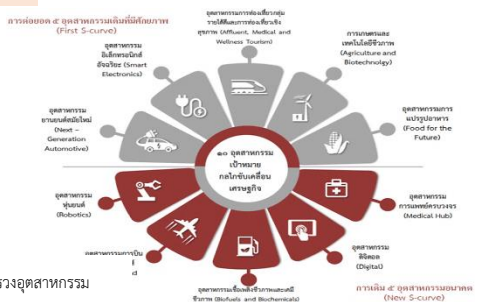 การต่อยอด ๕ อุตสาหกรรมเดิมที่มีศักยภาพ
(First S-curve)
อุตสาหกรรมการท่องเที่ยวกลุ่ม
รายได้ดีและการท่องเที่ยวเชิง
สุขภาพ (Affluent, Medical and
Wellness Tourism)
อุตสาหกรรม
อิเล็กทรอนิกส์
อัจฉริยะ (Smart
Electronics)
การเกษตรและ
เทคโนโลยีชีวภาพ
(Agriculture and
Biotechnolgy)
อุตสาหกรรม
ยานยนต์สมัยใหม่
(Next –
Generation
Automotive)
อุตสาหกรรมการ
แปรรูปอาหาร
(Food for the
Future)
๑๐ อุตสาหกรรม
เป้าหมาย
กลไกขับเคลื่อน
เศรษฐกิจ
อุตสาหกรรม
หุ่นยนต์
(Robotics)
อุตสาหกรรม
การแพทย์ครบวงจร
(Medical Hub)
อุตสาหกรรม
ดิจิตอล
(Digital)
อุตสาหกรรมการบิน
รวงอุตสาหกรรม
อุตสาหกรรมเชื้อเพลิงชีวภาพและเคมี
ชีวภาพ (Biofuels and Biochemicals)
การเติม ๕ อุตสาหกรรมอนาคต
(New S-curve)